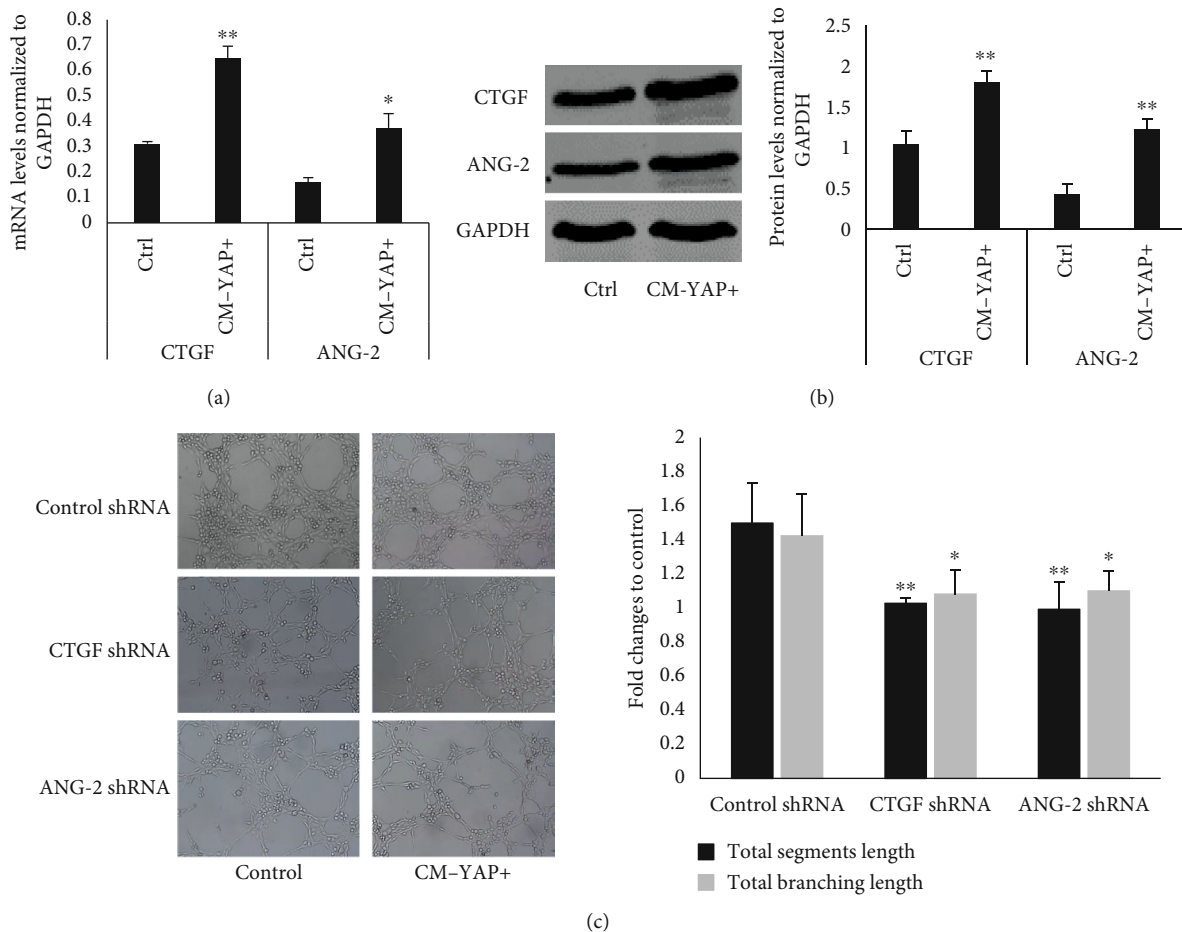 mRNA levels normalized to
GAPDH
0.8
0.7
0.6
0.5
0.4
0.3
0.2
0.1
0
**
*
Ctrl
CM–YAP+
Ctrl
CM–YAP+
CTGF
ANG-2
(a)
CTGF
ANG-2
GAPDH
Ctrl
CM-YAP+
Protein levels normalized to
GAPDH
2.5
2
1.5
1
0.5
0
**
**
Ctrl
CM–YAP+
Ctrl
CM–YAP+
CTGF
ANG-2
(b)
Control shRNA
CTGF shRNA
ANG-2 shRNA
Control
CM–YAP+
Fold changes to control
2
1.8
1.6
1.4
1.2
1
0.8
0.6
0.4
0.2
0
**
*
**
*
Control shRNA
CTGF shRNA
ANG-2 shRNA
Total segments length
Total branching length
(c)